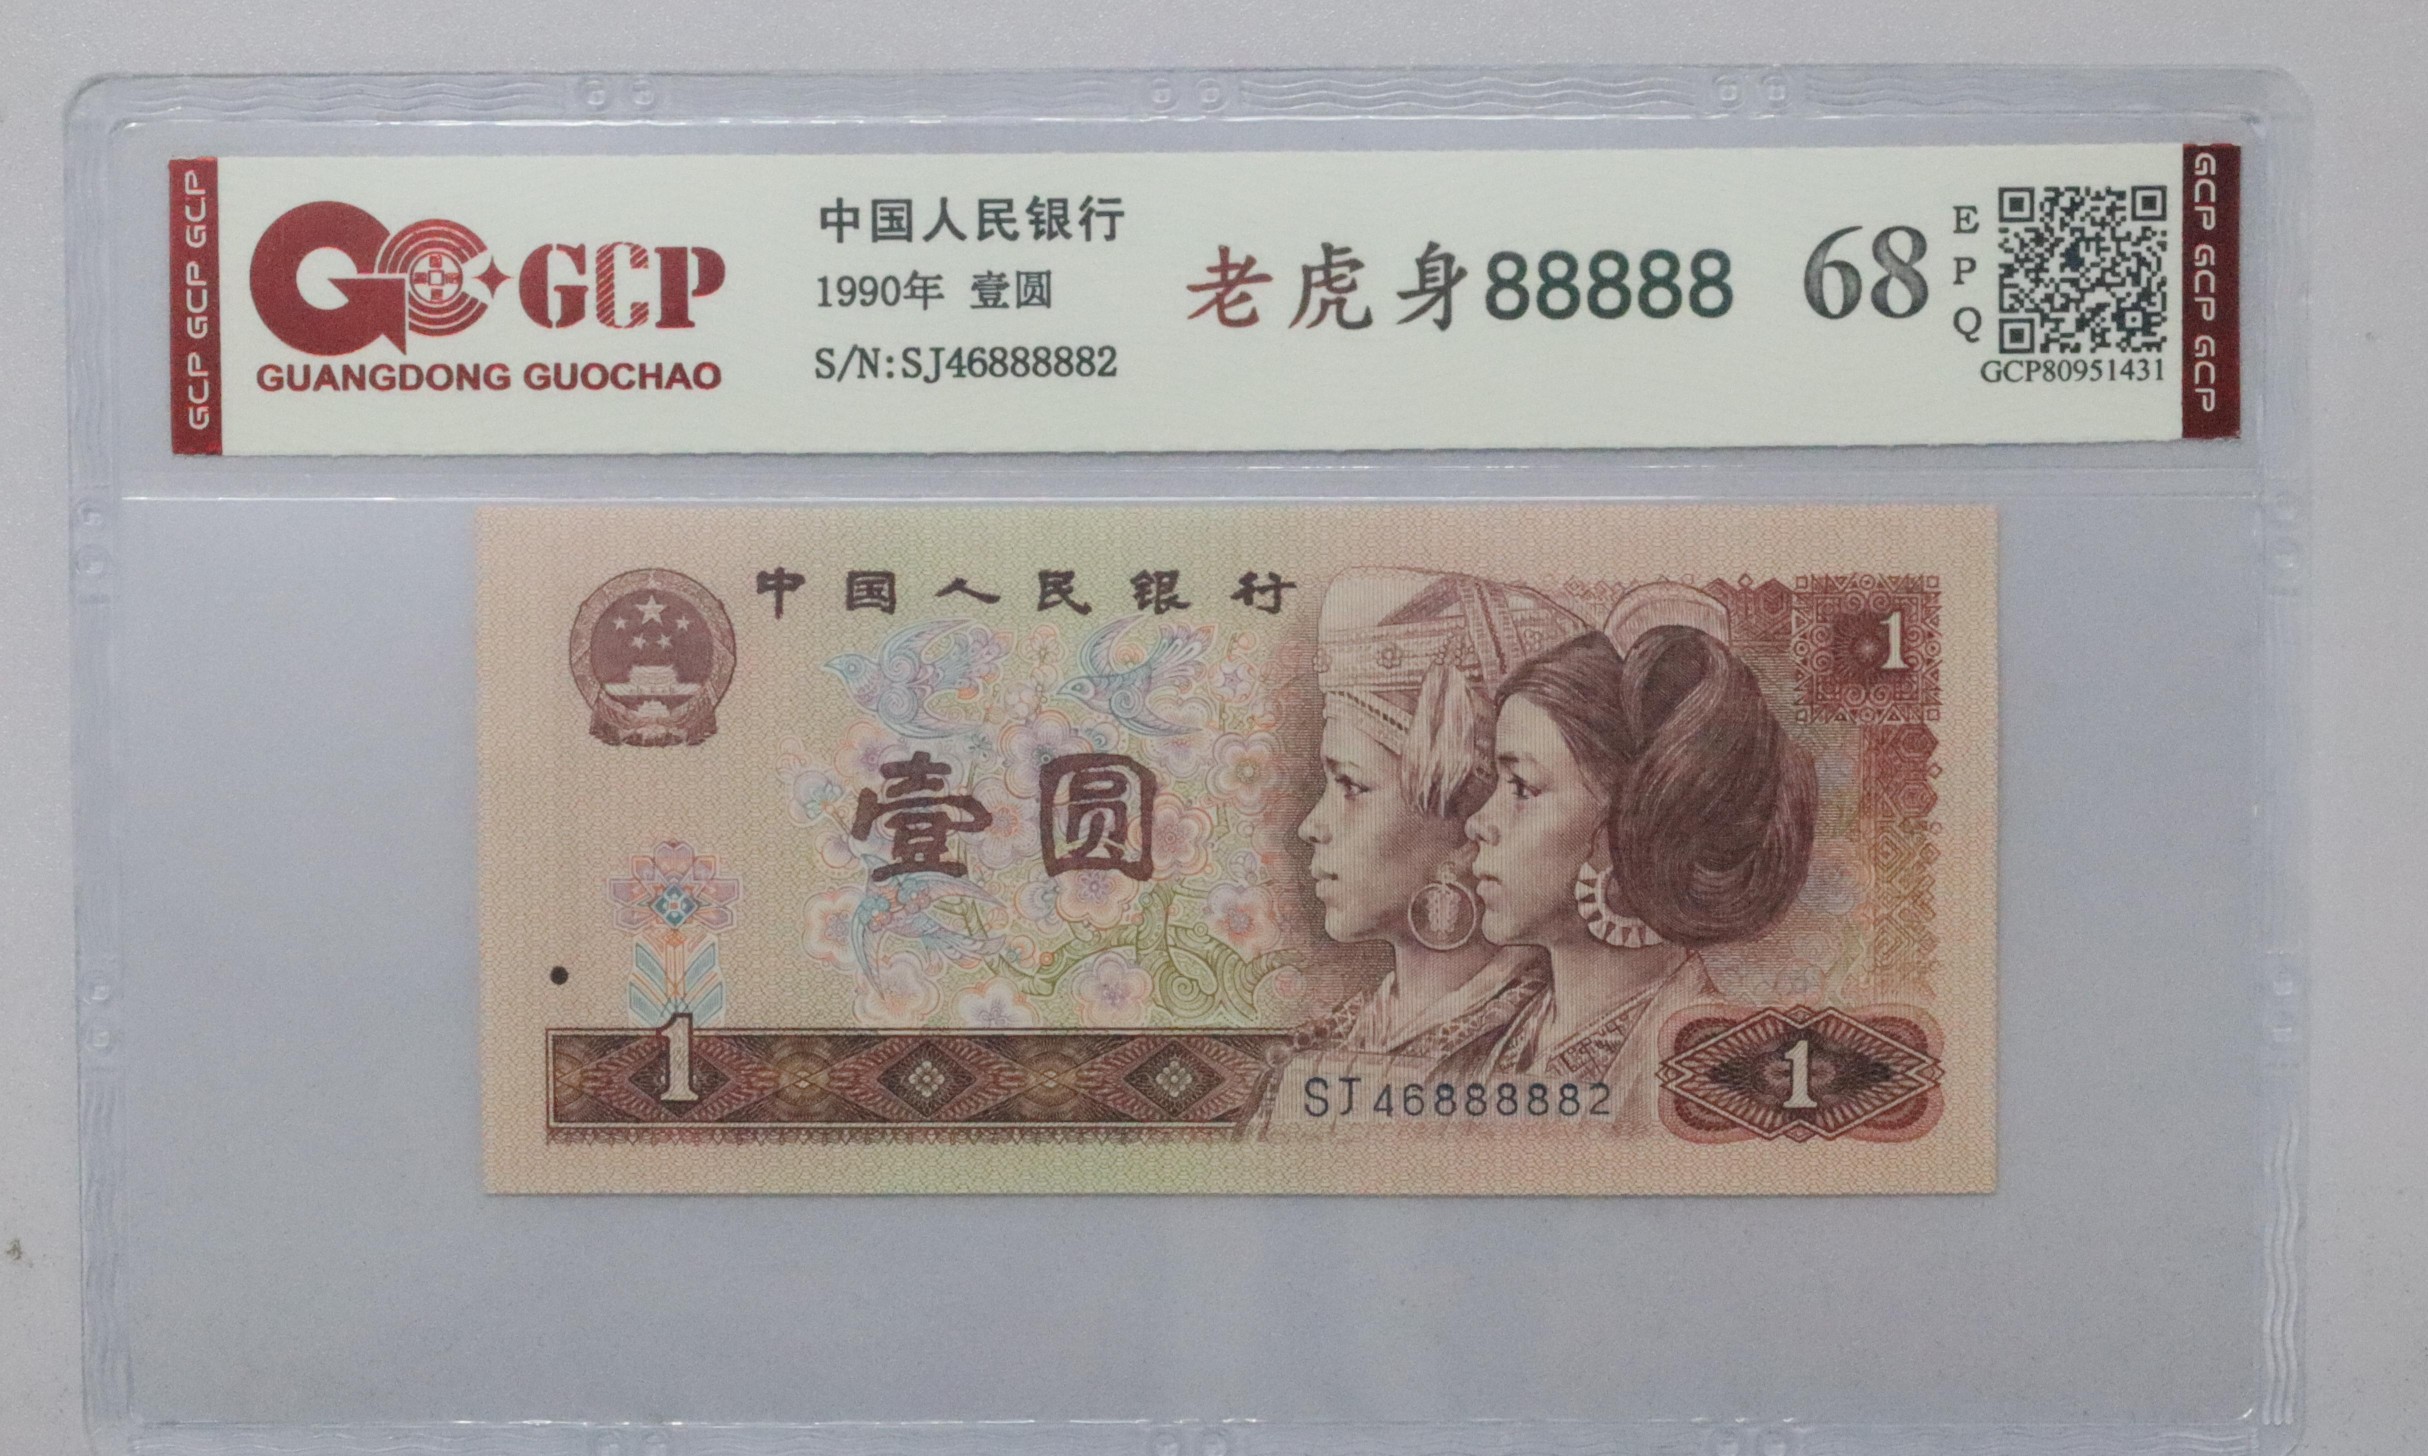 GCP GCP GCP
GCP
GUANGDONG GUOCHAO
中国人民银行
1990年 壹圆
S/N:SJ46888882
老虎身88888
68
EPQ
GCP80951431
GCP GCP GCP
中国人民银行
1
壹圆
1
SJ46888882
1